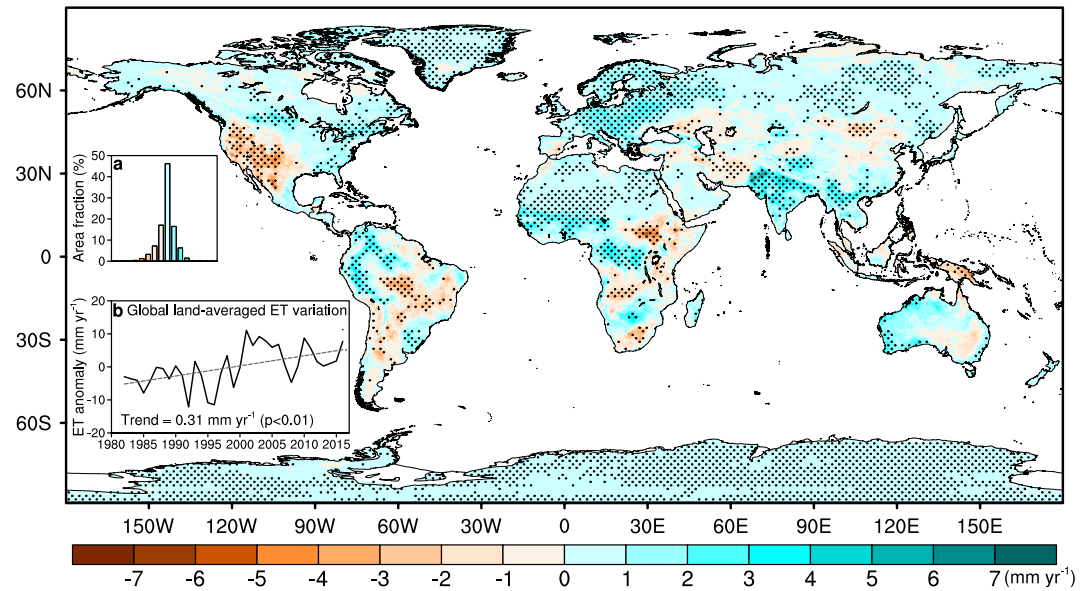 60N
30N
0
30S
60S
a
Area fraction (%)
50
40
30
20
10
0
b Global land-averaged ET variation
ET anomaly (mm yr⁻¹)
20
10
0
-10
-20
Trend = 0.31 mm yr⁻¹ (p<0.01)
1980 1985 1990 1995 2000 2005 2010 2015
150W 120W 90W 60W 30W 0 30E 60E 90E 120E 150E
-7 -6 -5 -4 -3 -2 -1 0 1 2 3 4 5 6 7 (mm yr⁻¹)